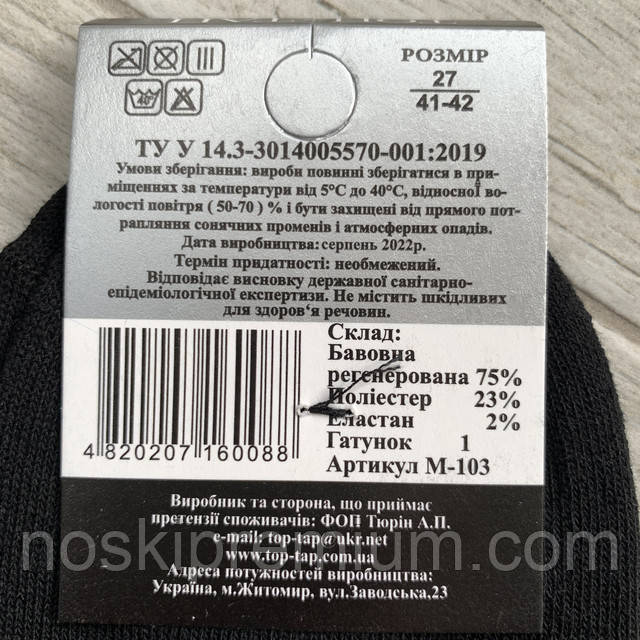 РОЗМІР
27
41-42
40°
ТУ У 14.3-3014005570-001:2019
Умови зберігання: вироби повинні зберігатися в при-
міщеннях за температури від 5°С до 40°С, відносної во-
логості повітря ( 50-70 ) % і бути захищені від прямого пот-
рапляння сонячних променів і атмосферних опадів.
Дата виробництва: серпень 2022р.
Термін придатності: необмежений.
Відповідає висновку державної санітарно-
епідеміологічної експертизи. Не містить шкідливих
для здоров'я речовин.
Склад:
Бавовна
регенерована 75%
Поліестер 23%
Еластан 2%
Гатунок 1
Артикул М-103
4 820207 160088
Виробник та сторона, що приймає
претензії споживачів: ФОП Тюрін А.П.
e-mail: top-tap@ukr.net
www.top-tap.com.ua
Адреса потужностей виробництва:
Україна, м.Житомир, вул.Заводська,23
noskipremium.com